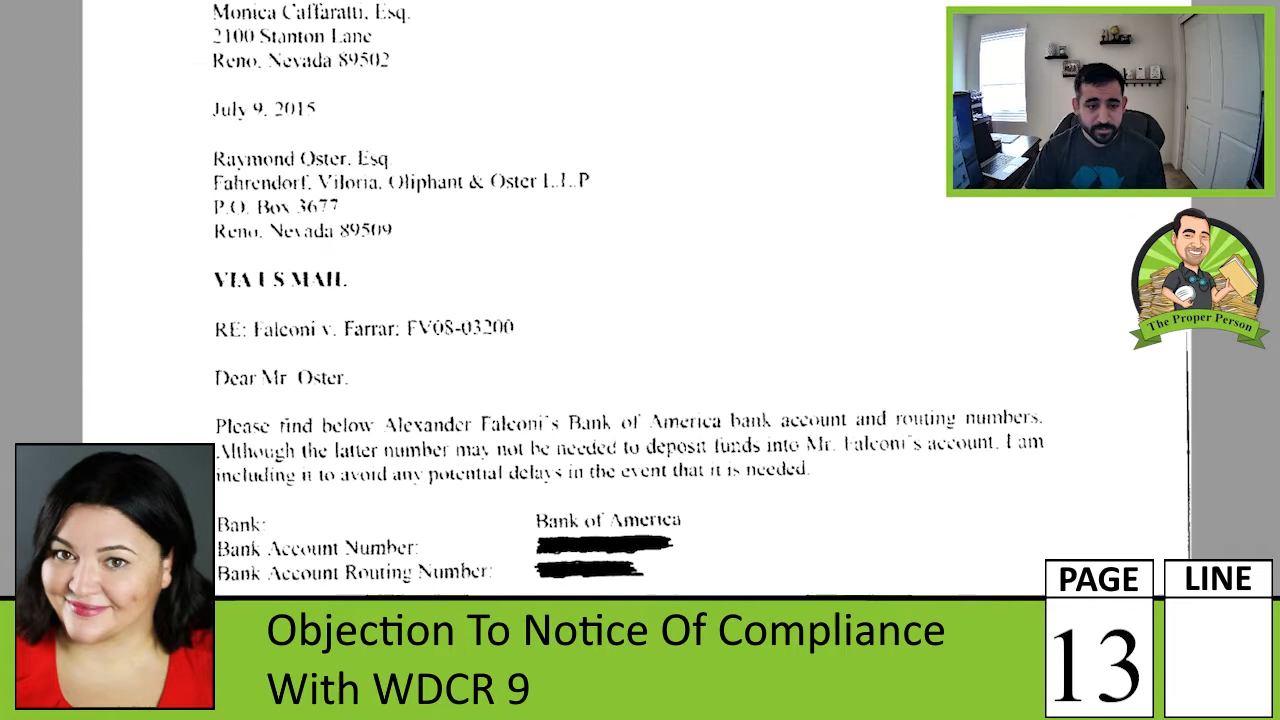 Monica Caffaratti, Esq.
2100 Stanton Lane
Reno, Nevada 89502
July 9, 2015
Raymond Oster, Esq.
Fahrendorf, Viloria, Oliphant & Oster L.L.P
P.O. Box 3677
Reno, Nevada 89509
VIA US MAIL
RE: Falconi v. Farrar; FV08-03200
Dear Mr. Oster,
Please find below Alexander Falconi's Bank of America bank account and routing numbers.
Although the latter number may not be needed to deposit funds into Mr. Falconi's account, I am
including it to avoid any potential delays in the event that it is needed.
Bank: Bank of America
Bank Account Number:
Bank Account Routing Number:
The Proper Person
Objection To Notice Of Compliance
With WDCR 9
PAGE
13
LINE